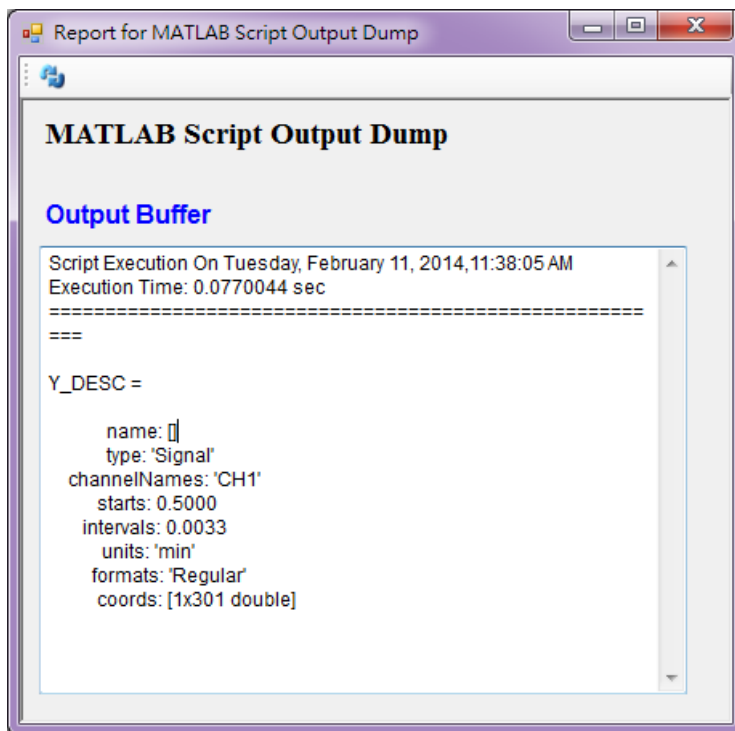 Report for MATLAB Script Output Dump
MATLAB Script Output Dump
Output Buffer
Script Execution On Tuesday, February 11, 2014,11:38:05 AM
Execution Time: 0.0770044 sec
=====================================================
===
Y_DESC =
name: []
type: 'Signal'
channelNames: 'CH1'
starts: 0.5000
intervals: 0.0033
units: 'min'
formats: 'Regular'
coords: [1x301 double]